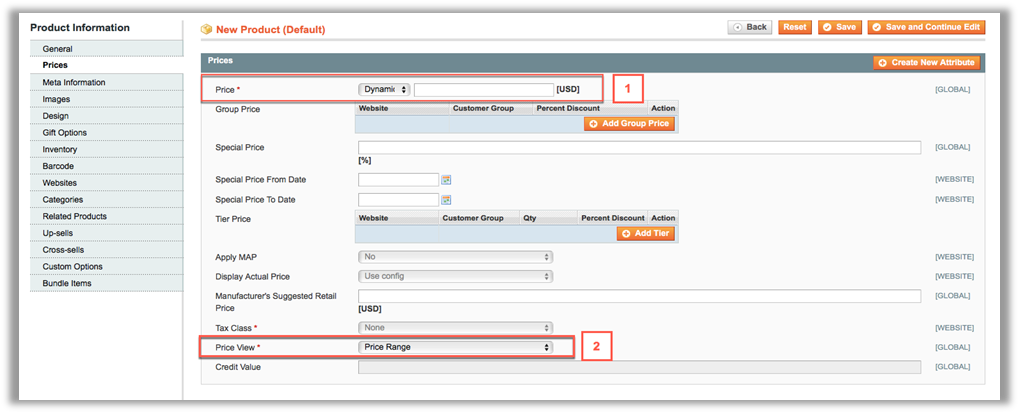 Product Information
General
Prices
Meta Information
Images
Design
Gift Options
Inventory
Barcode
Websites
Categories
Related Products
Up-sells
Cross-sells
Custom Options
Bundle Items
New Product (Default)
Back Reset Save Save and Continue Edit
Prices Create New Attribute
Price * Dynamic [USD] 1 [GLOBAL]
Group Price Website Customer Group Percent Discount Action
Add Group Price
Special Price [GLOBAL]
[%]
Special Price From Date [WEBSITE]
Special Price To Date [WEBSITE]
Tier Price Website Customer Group Qty Percent Discount Action
Add Tier
Apply MAP No [WEBSITE]
Display Actual Price Use config [WEBSITE]
Manufacturer's Suggested Retail [GLOBAL]
Price [USD]
Tax Class * None [WEBSITE]
Price View * Price Range 2 [GLOBAL]
Credit Value [GLOBAL]